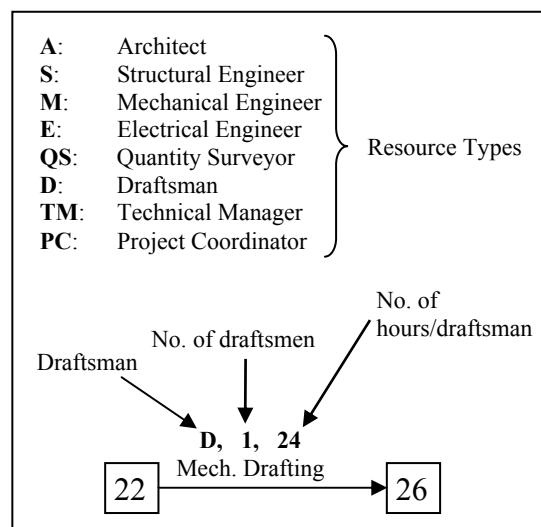 A: Architect
S: Structural Engineer
M: Mechanical Engineer
E: Electrical Engineer
QS: Quantity Surveyor
D: Draftsman
TM: Technical Manager
PC: Project Coordinator
Resource Types
No. of
hours/draftsman
No. of draftsmen
Draftsman
D, 1, 24
Mech. Drafting
22
26